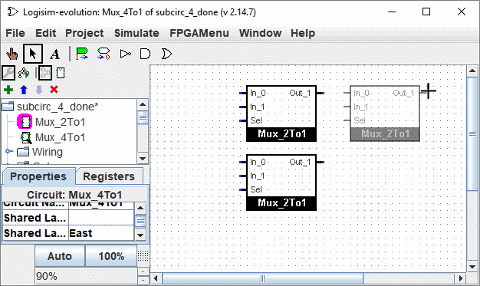 Logisim-evolution: Mux_4To1 of subcirc_4_done (v 2.14.7)
File Edit Project Simulate FPGAMenu Window Help
A
subcirc_4_done*
Mux_2To1
Mux_4To1
Wiring
Properties Registers
Circuit: Mux_4To1
Mux_4To1
Shared La...
Shared La... East
Auto 100%
90%
In_0 Out_1
In_1
Sel
Mux_2To1
In_0 Out_1
In_1
Sel
Mux_2To1
In_0 Out_1
In_1
Sel
Mux_2To1